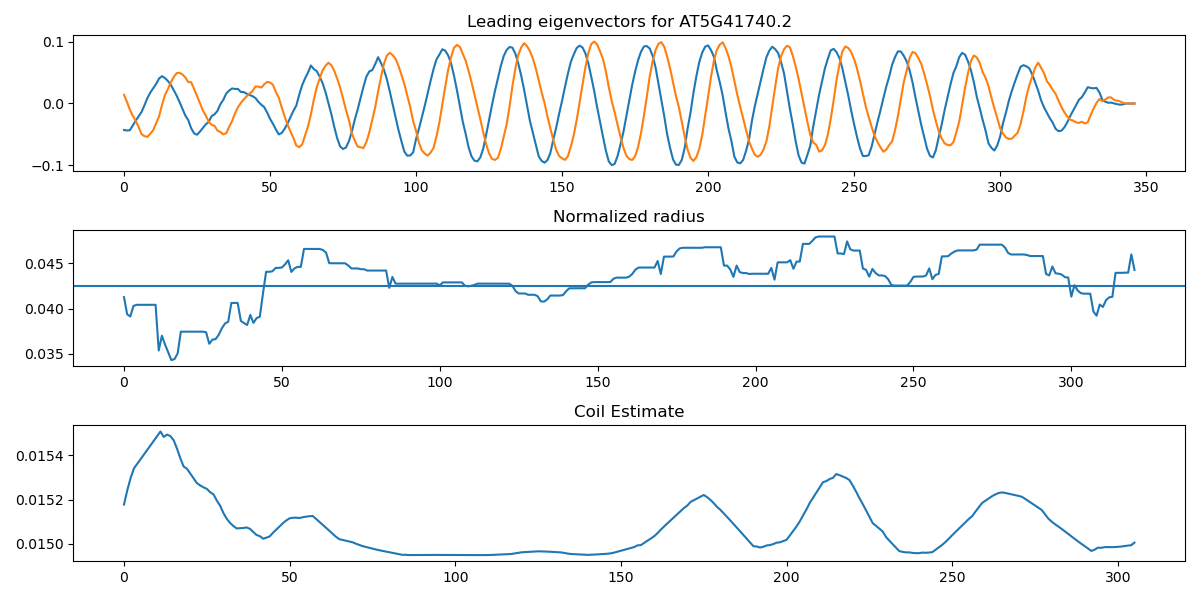 Leading eigenvectors for AT5G41740.2
0.1
0.0
−0.1
0 50 100 150 200 250 300 350
Normalized radius
0.045
0.040
0.035
0 50 100 150 200 250 300
Coil Estimate
0.0154
0.0152
0.0150
0 50 100 150 200 250 300